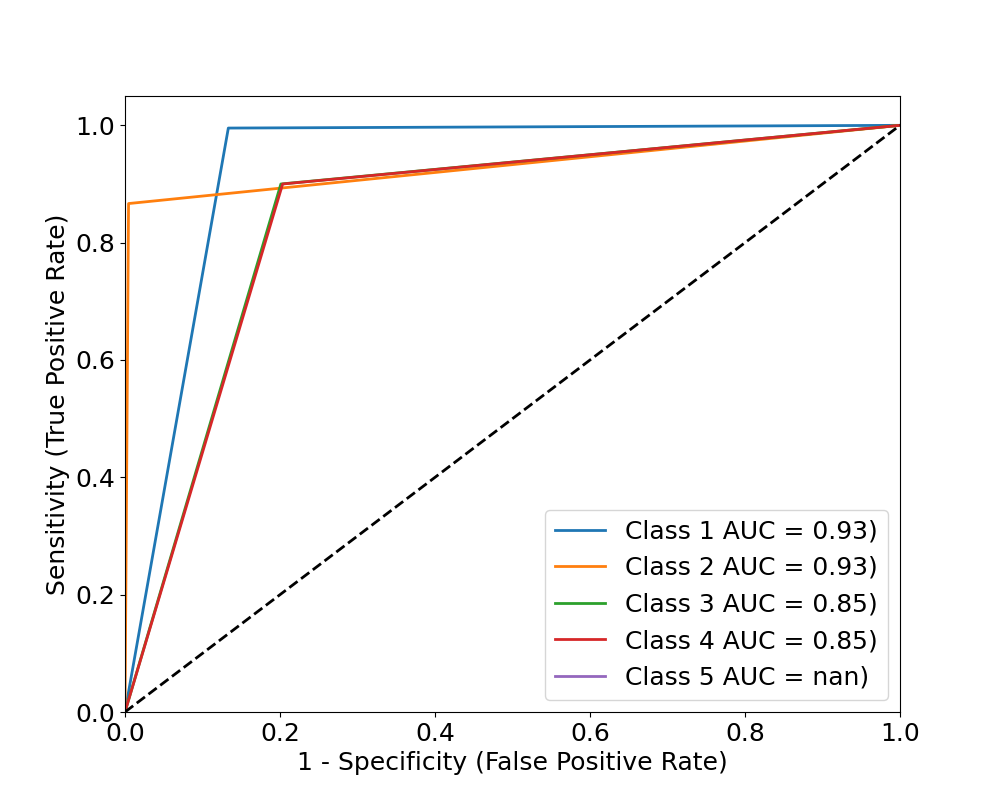 1.0
0.8
0.6
0.4
0.2
0.0
Sensitivity (True Positive Rate)
Class 1 AUC = 0.93)
Class 2 AUC = 0.93)
Class 3 AUC = 0.85)
Class 4 AUC = 0.85)
Class 5 AUC = nan)
0.0 0.2 0.4 0.6 0.8 1.0
1 - Specificity (False Positive Rate)